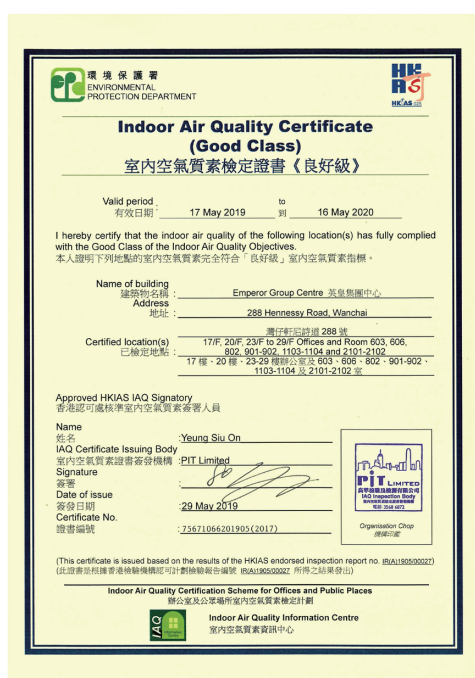 環境保護署
ENVIRONMENTAL
PROTECTION DEPARTMENT
HKAS
HKAS
Indoor Air Quality Certificate
(Good Class)
室內空氣質素檢定證書《良好級》
Valid period to
有效日期 17 May 2019 到 16 May 2020
I hereby certify that the indoor air quality of the following location(s) has fully complied
with the Good Class of the Indoor Air Quality Objectives.
本人證明下列地點的室內空氣質素完全符合「良好級」室內空氣質素指標。
Name of building
建築物名稱 : Emperor Group Centre 英皇集團中心
Address
地址 : 288 Hennessy Road, Wanchai
灣仔軒尼詩道 288 號
Certified location(s) 17/F, 20/F, 23/F to 29/F Offices and Room 603, 606,
已檢定地點 : 802, 901-902, 1103-1104 and 2101-2102
17 樓、20 樓、23-29 樓辦公室及 603、606、802、901-902、
1103-1104 及 2101-2102 室
Approved HKIAS IAQ Signatory
香港認可處核準室內空氣質素簽署人員
Name
姓名 :Yeung Siu On
IAQ Certificate Issuing Body
室內空氣質素證書簽發機構 :PIT Limited
Signature
簽署 :
Date of issue
簽發日期 :29 May 2019
Certificate No.
證書編號 :75671066201905(2017)
PIT LIMITED
IAQ Inspection Body
電話 3568 6872
Organisation Chop
機構印鑑
(This certificate is issued based on the results of the HKIAS endorsed inspection report no. IR(A)1905/00027)
(此證書是根據香港檢驗機構認可計劃檢驗報告編號 IR(A)1905/00027 所得之結果發出)
Indoor Air Quality Certification Scheme for Offices and Public Places
辦公室及公眾場所室內空氣質素檢定計劃
IAQ
Information Centre
Indoor Air Quality Information Centre
室內空氣質素資訊中心